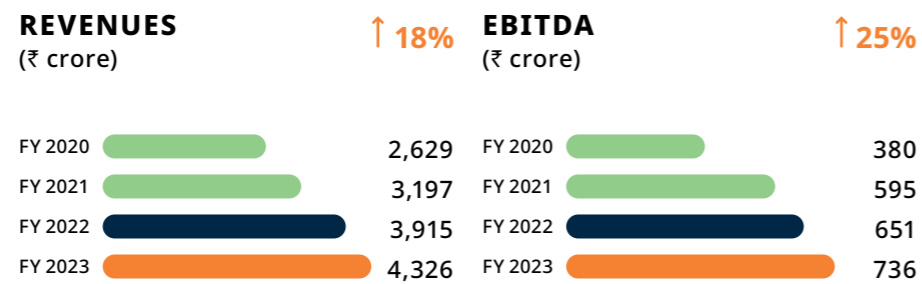 REVENUES
(₹ crore)
↑ 18%
FY 2020 2,629
FY 2021 3,197
FY 2022 3,915
FY 2023 4,326
EBITDA
(₹ crore)
↑ 25%
FY 2020 380
FY 2021 595
FY 2022 651
FY 2023 736